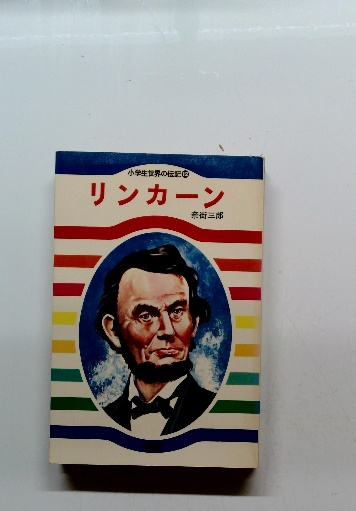 小学生世界の伝記⑫
リンカーン
奈街三郎